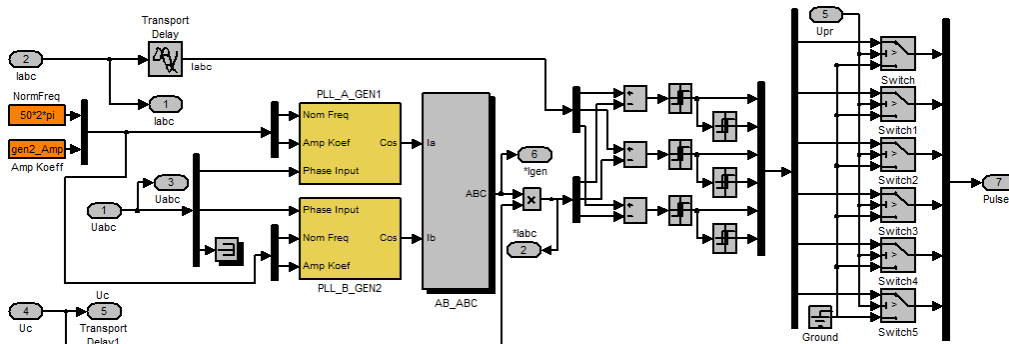 Transport
Delay
2
Iabc
Iabc
1
Iabc
NormFreq
50*2*pi
gen2_Amp
Amp Koeff
PLL_A_GEN1
Nom Freq
Amp Koef
Phase Input
Cos
3
Uabc
1
Uabc
Phase Input
Nom Freq
Amp Koef
Cos
PLL_B_GEN2
Ia
Ib
ABC
AB_ABC
6
*Igen
×
*Iabc
2
Uc
4
Uc
5
Transport
Delay1
5
Upr
>
Switch
>
Switch1
>
Switch2
>
Switch3
>
Switch4
>
Switch5
Ground
7
Pulse